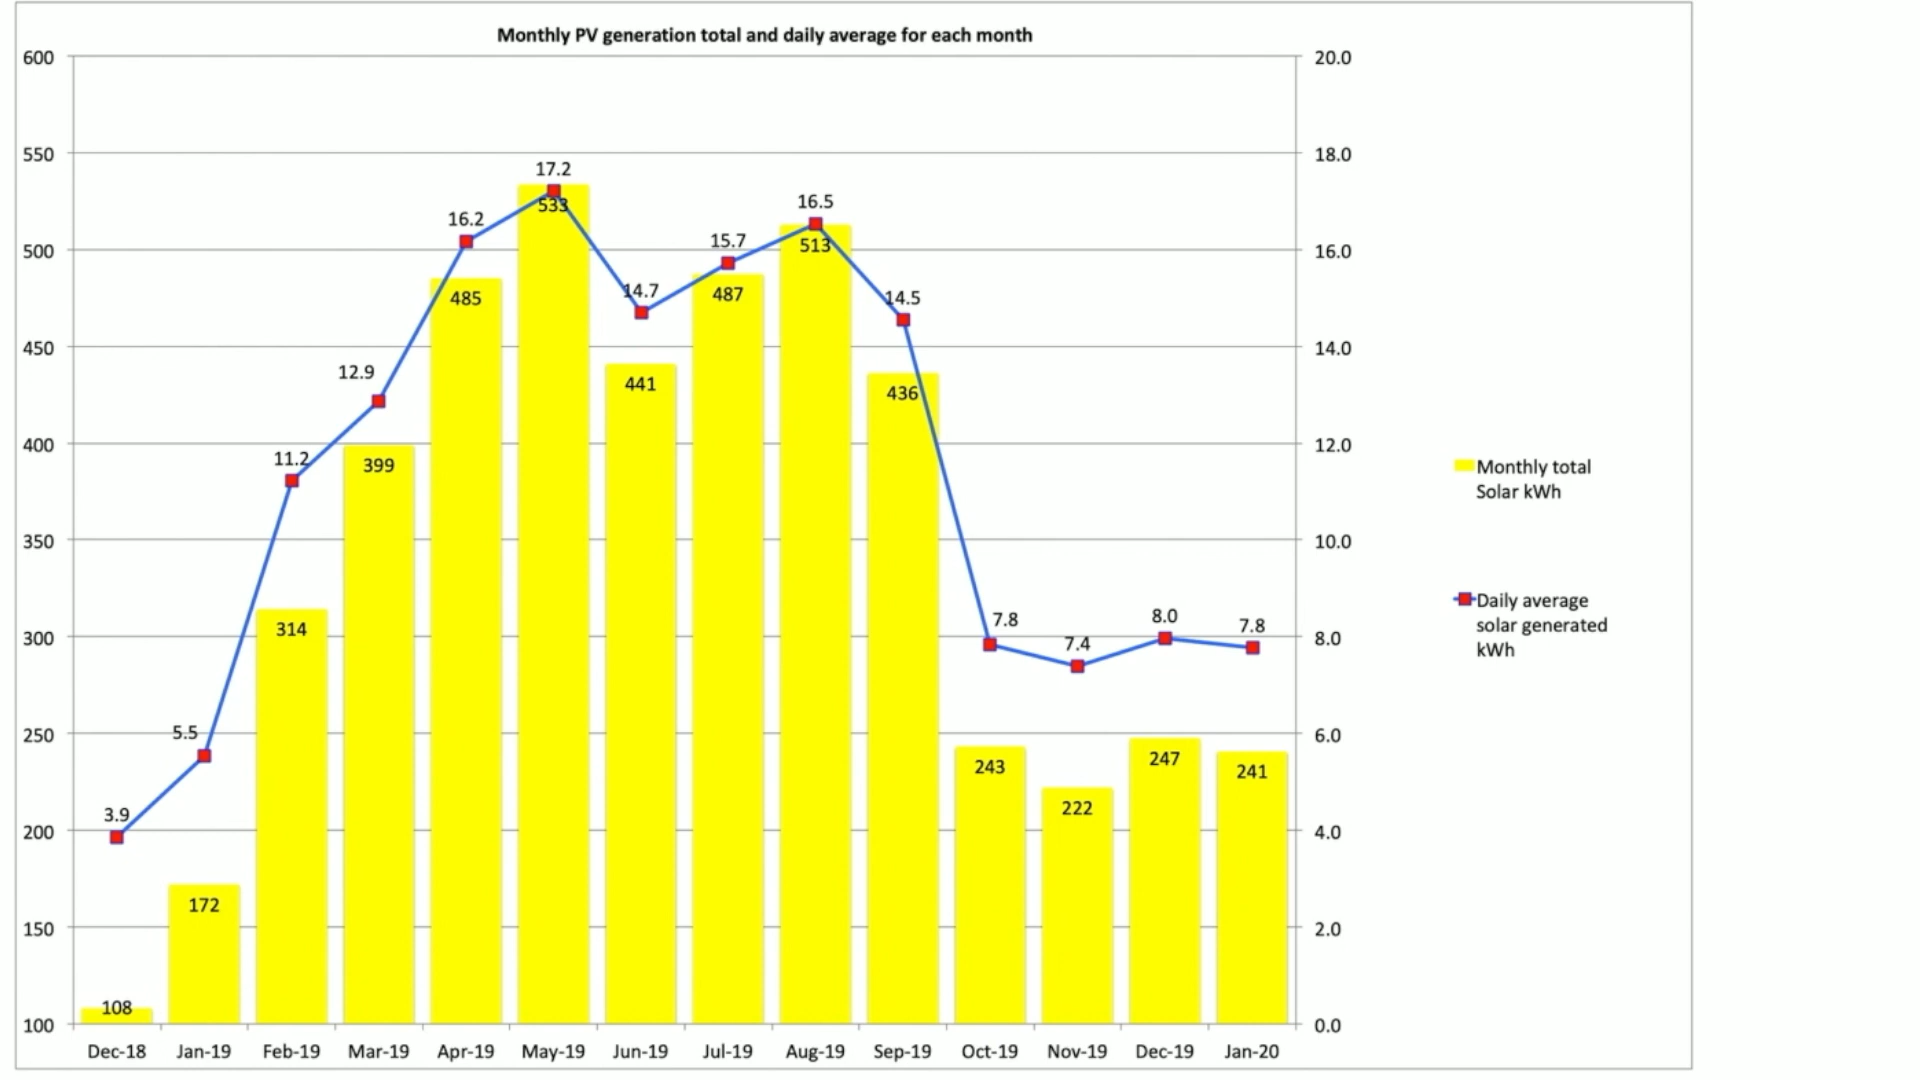 Monthly PV generation total and daily average for each month
600
550
500
450
400
350
300
250
200
150
100
20.0
18.0
16.0
14.0
12.0
10.0
8.0
6.0
4.0
2.0
0.0
3.9
5.5
11.2
12.9
16.2
17.2
14.7
15.7
16.5
14.5
7.8
7.4
8.0
7.8
108
172
314
399
485
533
441
487
513
436
243
222
247
241
Dec-18
Jan-19
Feb-19
Mar-19
Apr-19
May-19
Jun-19
Jul-19
Aug-19
Sep-19
Oct-19
Nov-19
Dec-19
Jan-20
Monthly total
Solar kWh
Daily average
solar generated
kWh